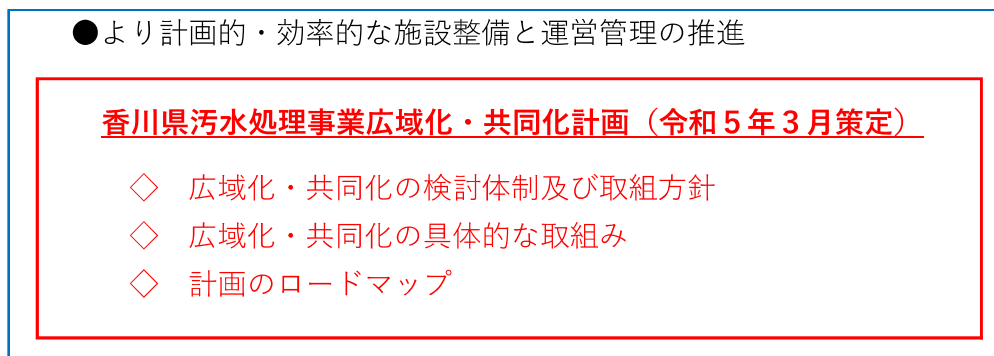 ●より計画的・効率的な施設整備と運営管理の推進
香川県汚水処理事業広域化・共同化計画（令和５年３月策定）
◇　広域化・共同化の検討体制及び取組方針
◇　広域化・共同化の具体的な取組み
◇　計画のロードマップ